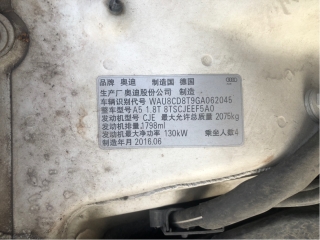 品牌 奥迪 制造国 德国
生产厂 奥迪股份公司 制造
车辆识别代号 WAU8CD8T9GA062045
整车型号 A5 1.8T 8TSCJEEF5A0
发动机型号 CJE 最大允许总质量 2075kg
发动机排量 1798ml
发动机最大净功率 130kW 乘坐人数 4
制造年月 2016.06